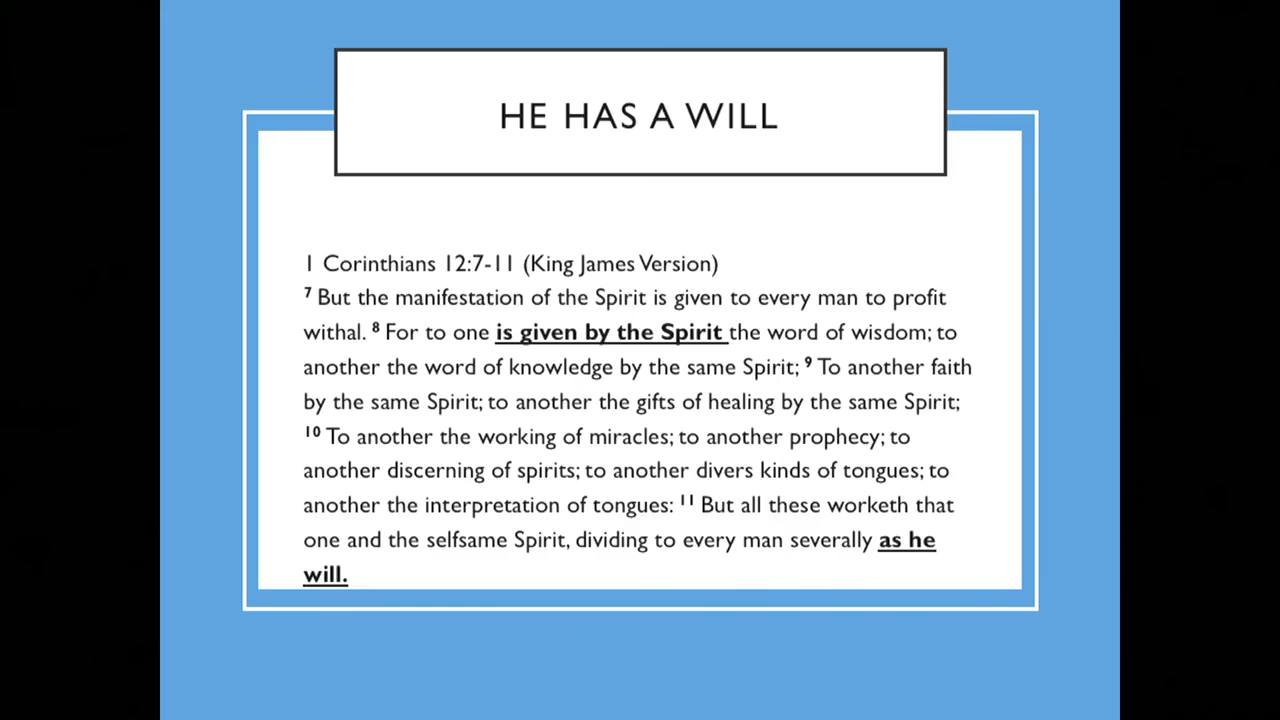 HE HAS A WILL
1 Corinthians 12:7-11 (King James Version)
7 But the manifestation of the Spirit is given to every man to profit
withal. 8 For to one is given by the Spirit the word of wisdom; to
another the word of knowledge by the same Spirit; 9 To another faith
by the same Spirit; to another the gifts of healing by the same Spirit;
10 To another the working of miracles; to another prophecy; to
another discerning of spirits; to another divers kinds of tongues; to
another the interpretation of tongues: 11 But all these worketh that
one and the selfsame Spirit, dividing to every man severally as he
will.